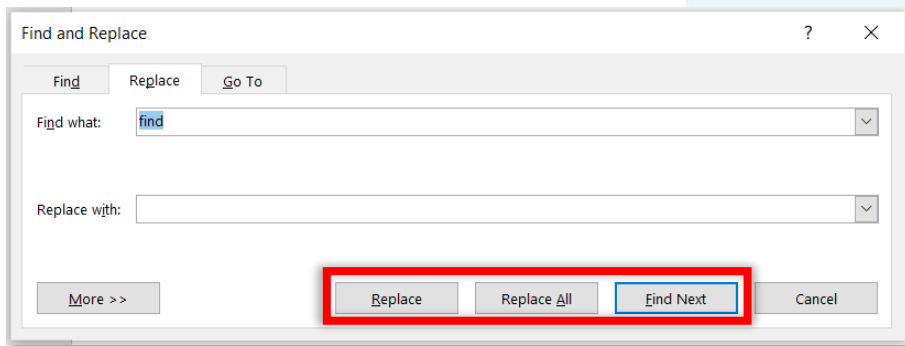 Find and Replace ?
Find Replace Go To
Find what: find
Replace with:
More >> Replace Replace All Find Next Cancel